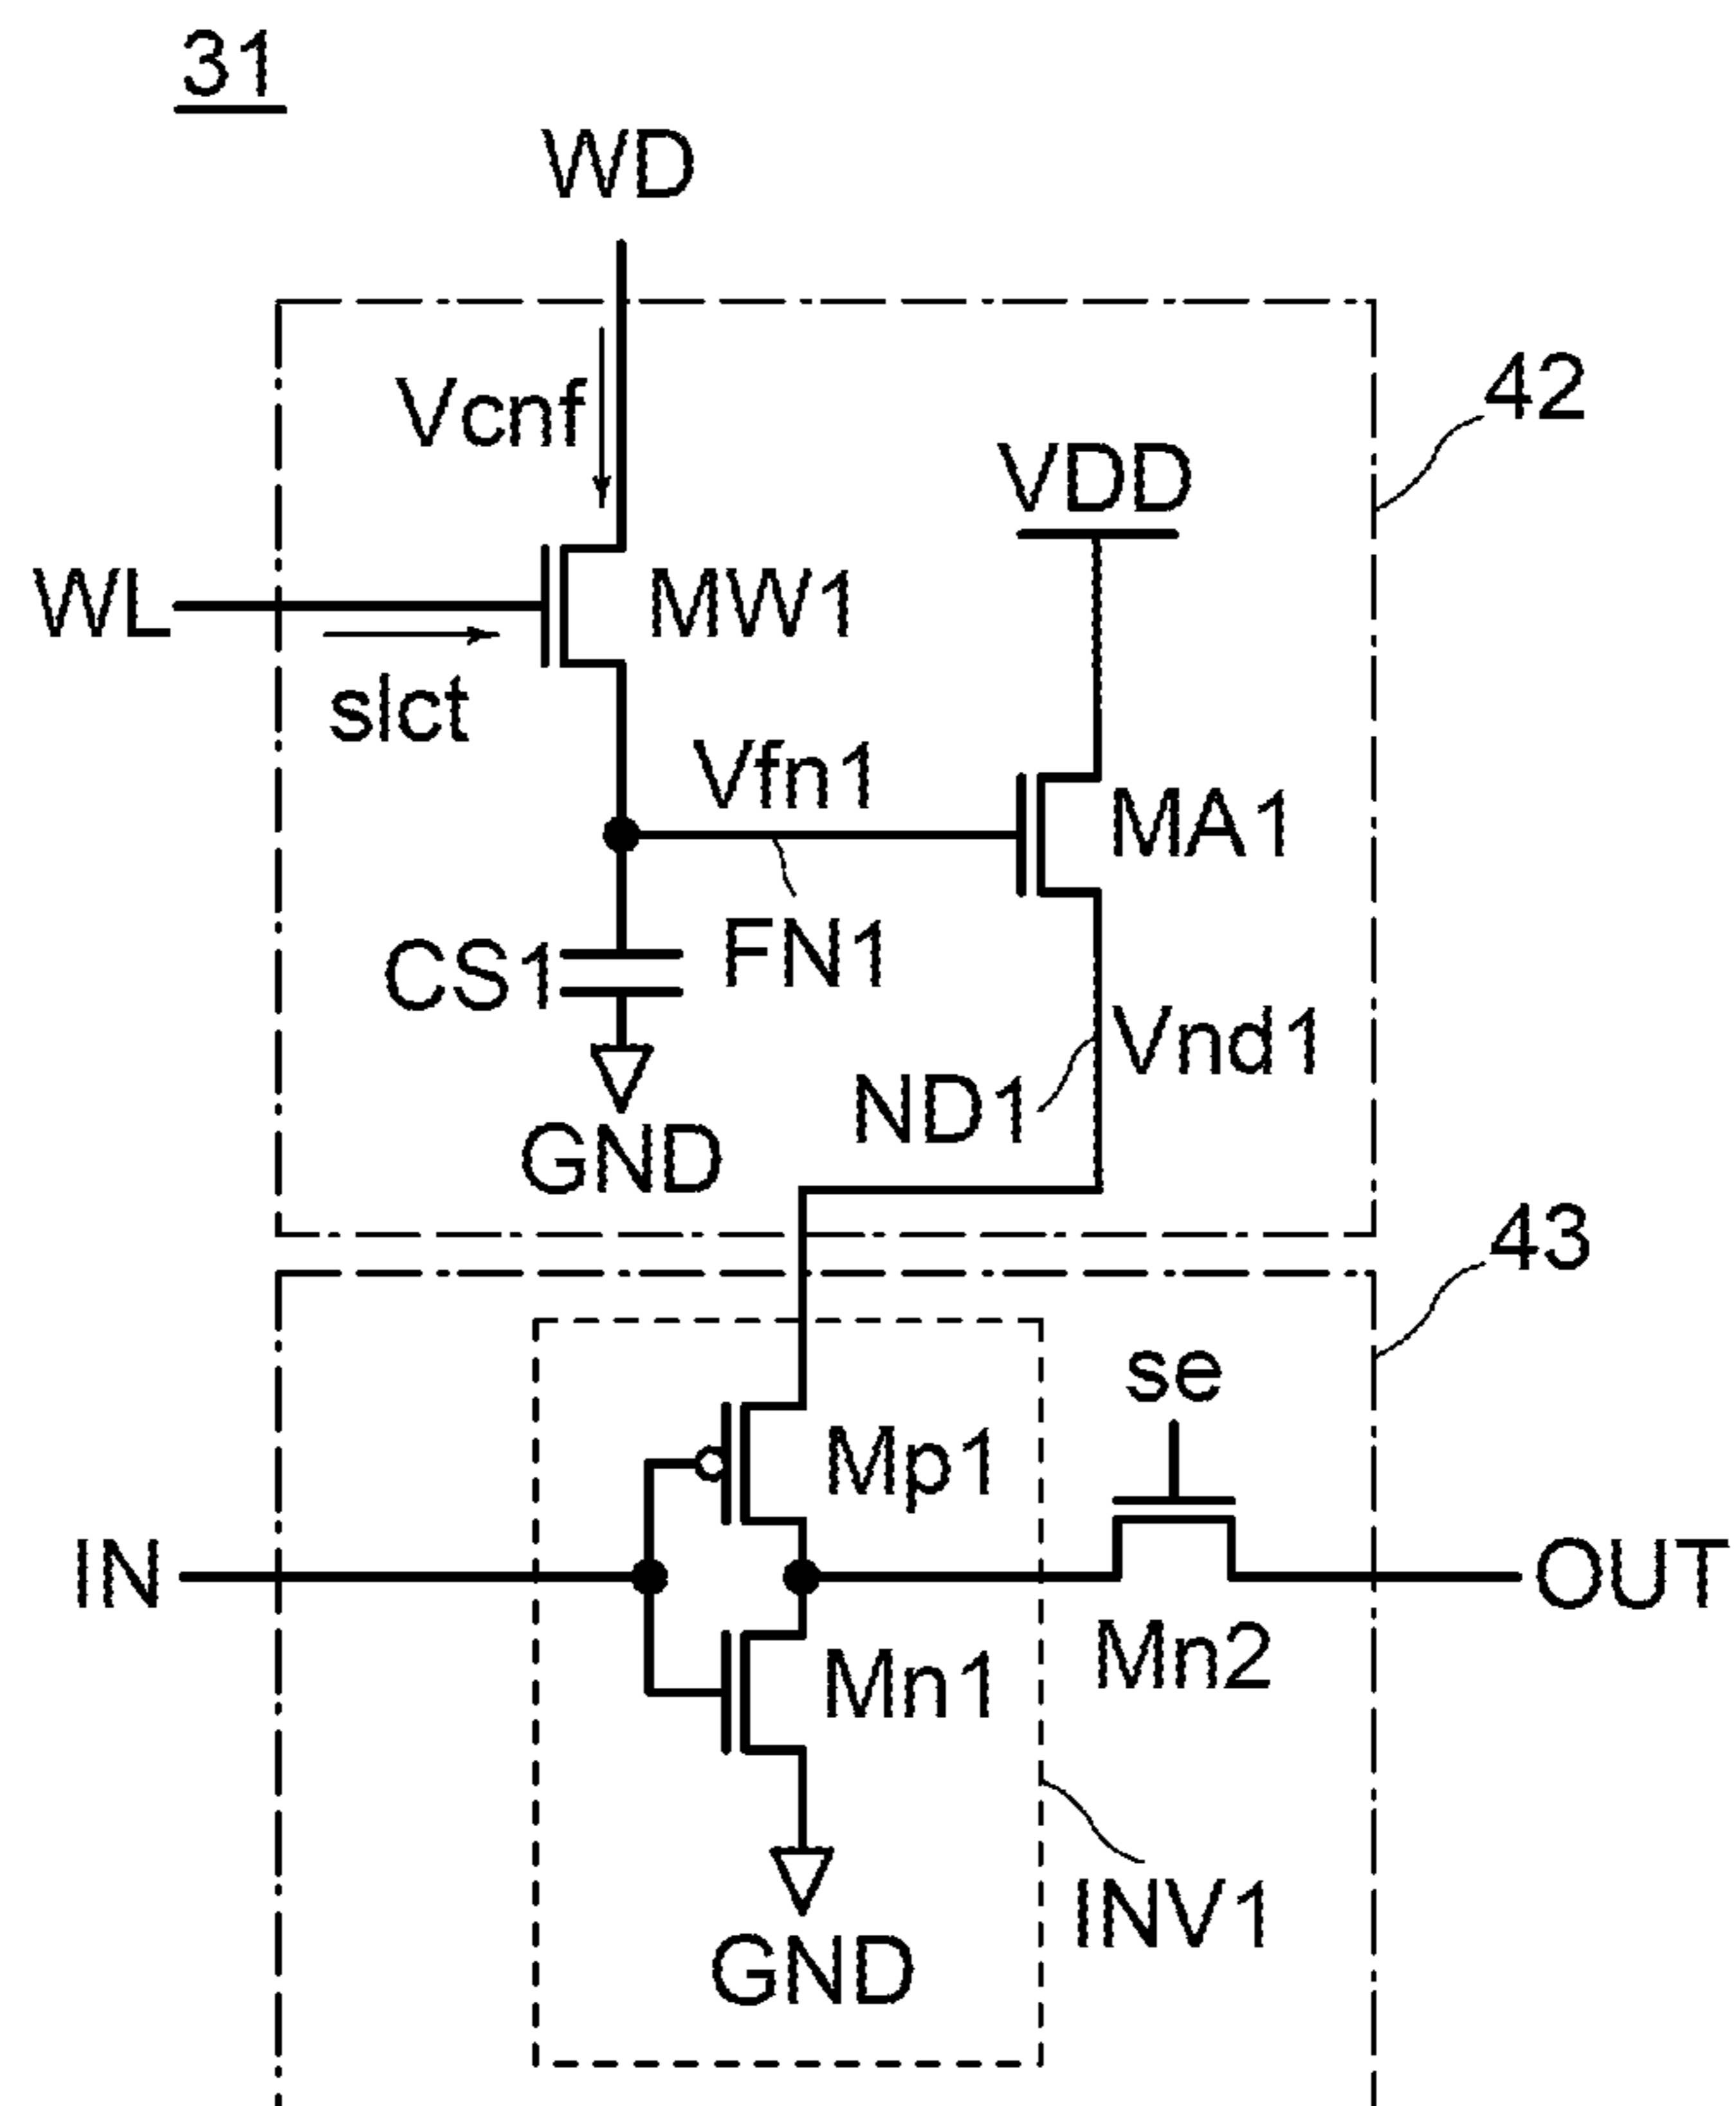 31
WD
Vcnf
42
VDD
WL
MW1
slct
Vfn1
MA1
CS1
FN1
Vnd1
ND1
GND
43
se
Mp1
IN
OUT
Mn1
Mn2
INV1
GND